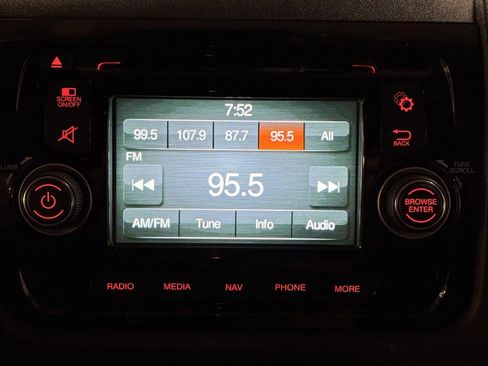 7:52
SCREEN
ON/OFF
99.5 107.9 87.7 95.5 All
BACK
FM
TUNE
SCROLL
95.5
BROWSE
ENTER
AM/FM Tune Info Audio
RADIO MEDIA NAV PHONE MORE